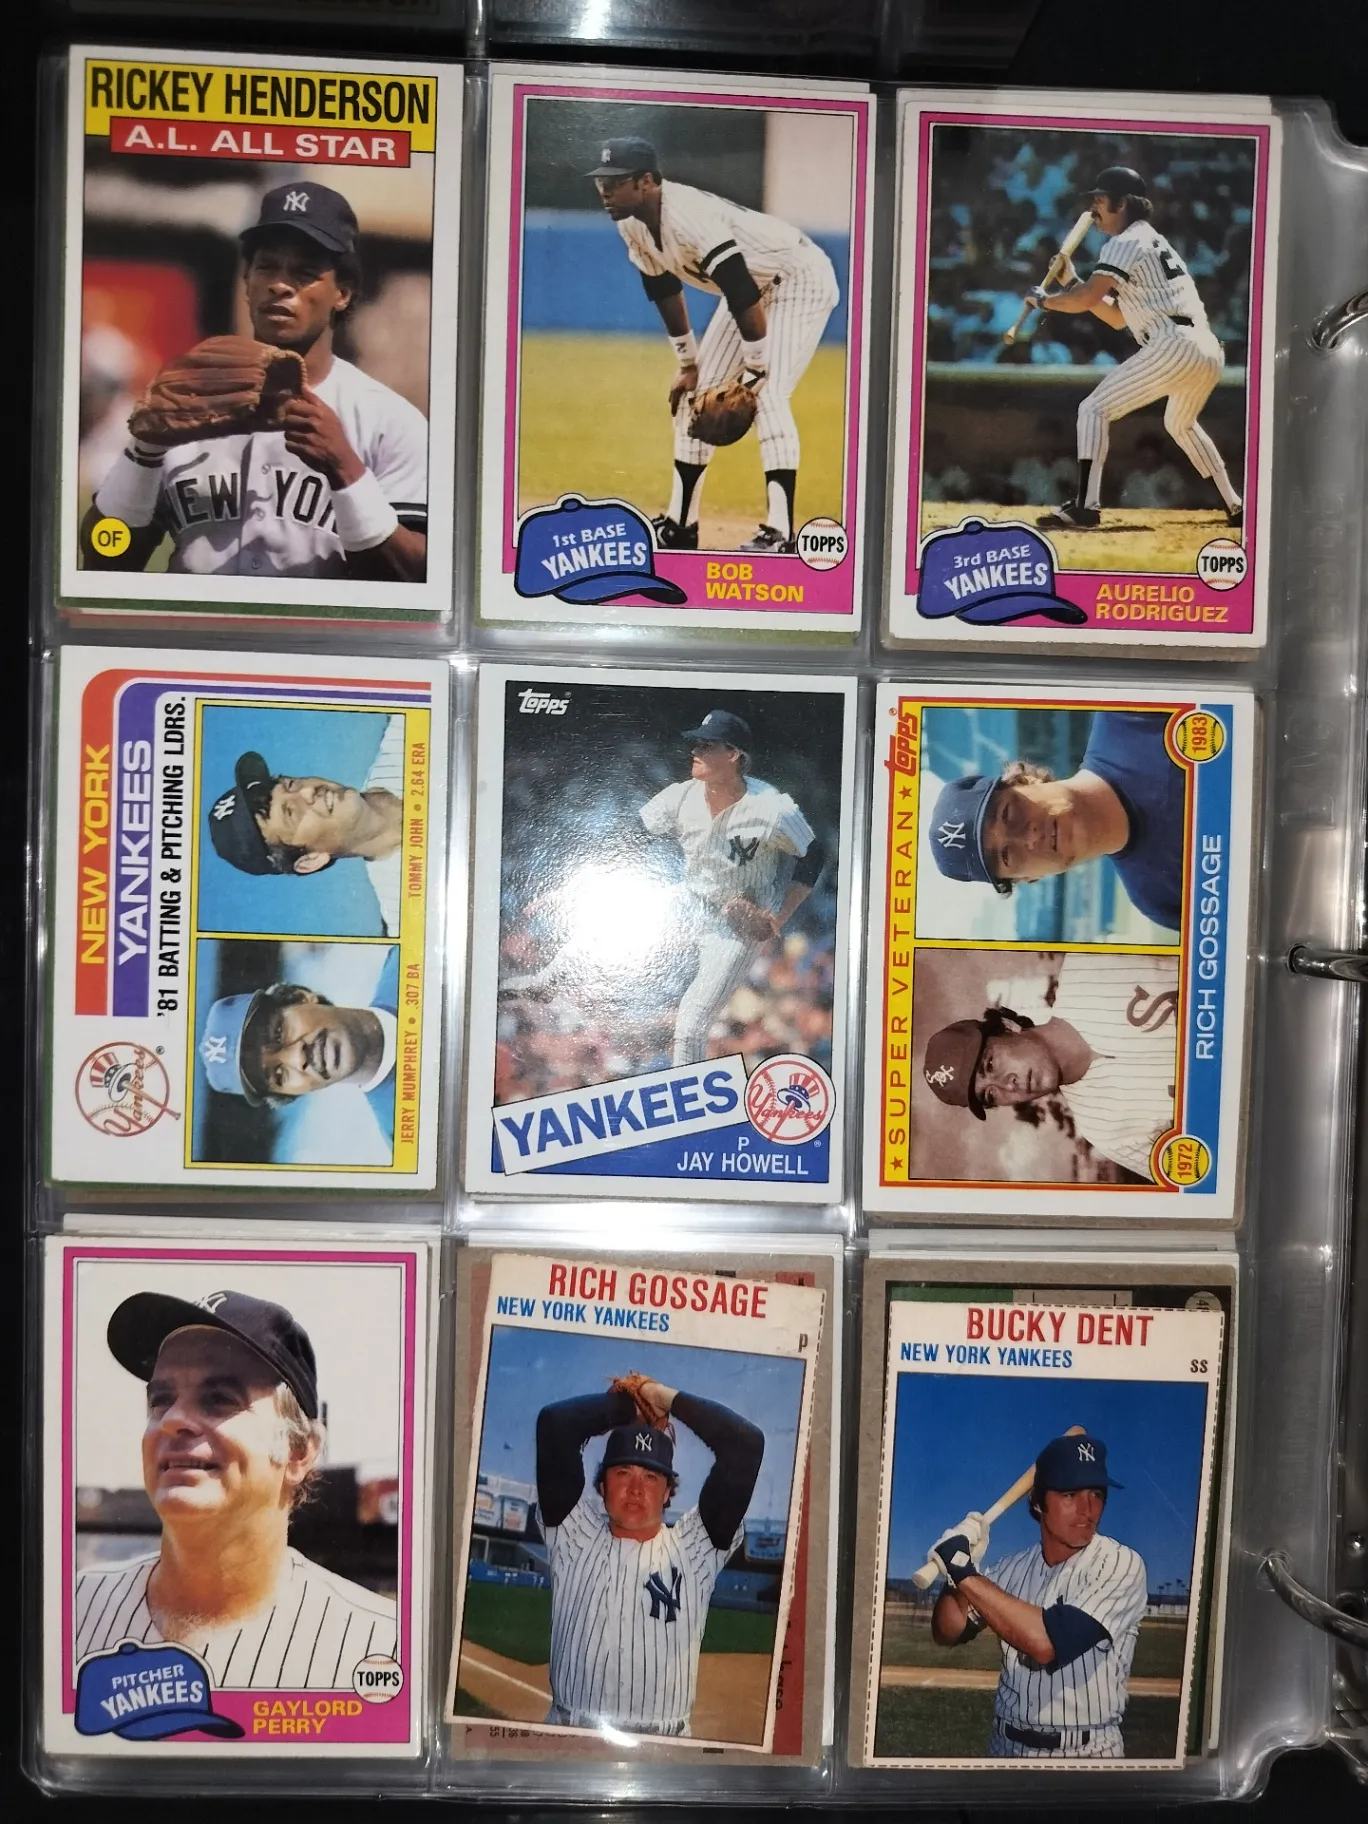 RICKEY HENDERSON
A.L. ALL STAR
NY
NEW YOR
OF
1st BASE
YANKEES
BOB
WATSON
TOPPS
3rd BASE
YANKEES
AURELIO
RODRIGUEZ
TOPPS
NEW YORK
YANKEES
'81 BATTING & PITCHING LDRS.
JERRY MUMPHREY • .307 BA
TOMMY JOHN • 2.64 ERA
Yankees
Topps
YANKEES
P
JAY HOWELL
Yankees
Topps
★ SUPER VETERAN ★
1983
1972
RICH GOSSAGE
PITCHER
YANKEES
GAYLORD
PERRY
TOPPS
RICH GOSSAGE
NEW YORK YANKEES
P
BUCKY DENT
NEW YORK YANKEES
SS